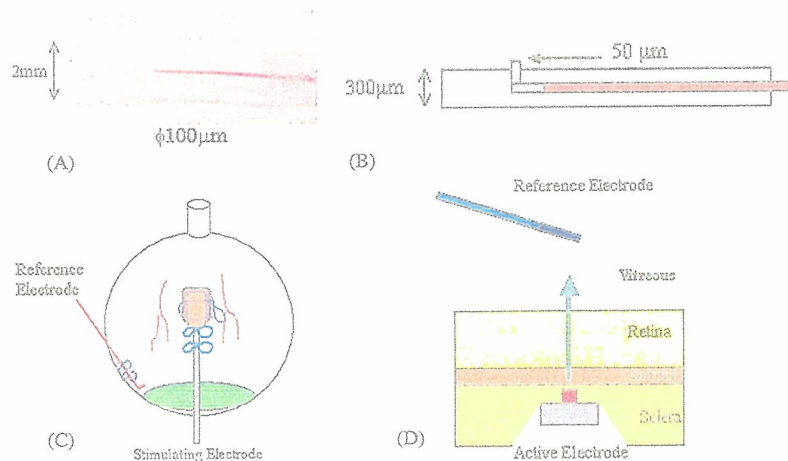 2mm
ϕ100μm
(A)
50 μm
300μm
(B)
Reference
Electrode
(C)
Stimulating Electrode
Reference Electrode
Vitreous
Retina
Sclera
(D)
Active Electrode